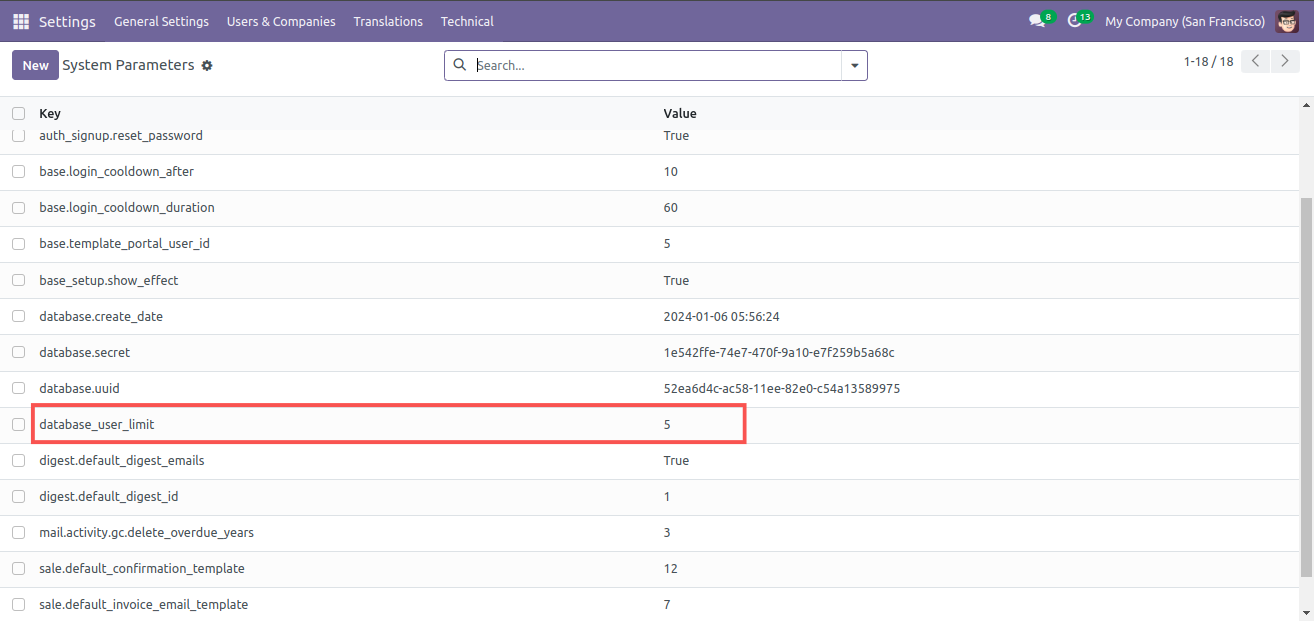 Settings General Settings Users & Companies Translations Technical 8 13 My Company (San Francisco)
New System Parameters Search... 1-18 / 18
Key Value
auth_signup.reset_password True
base.login_cooldown_after 10
base.login_cooldown_duration 60
base.template_portal_user_id 5
base_setup.show_effect True
database.create_date 2024-01-06 05:56:24
database.secret 1e542ffe-74e7-470f-9a10-e7f259b5a68c
database.uuid 52ea6d4c-ac58-11ee-82e0-c54a13589975
database_user_limit 5
digest.default_digest_emails True
digest.default_digest_id 1
mail.activity.gc.delete_overdue_years 3
sale.default_confirmation_template 12
sale.default_invoice_email_template 7